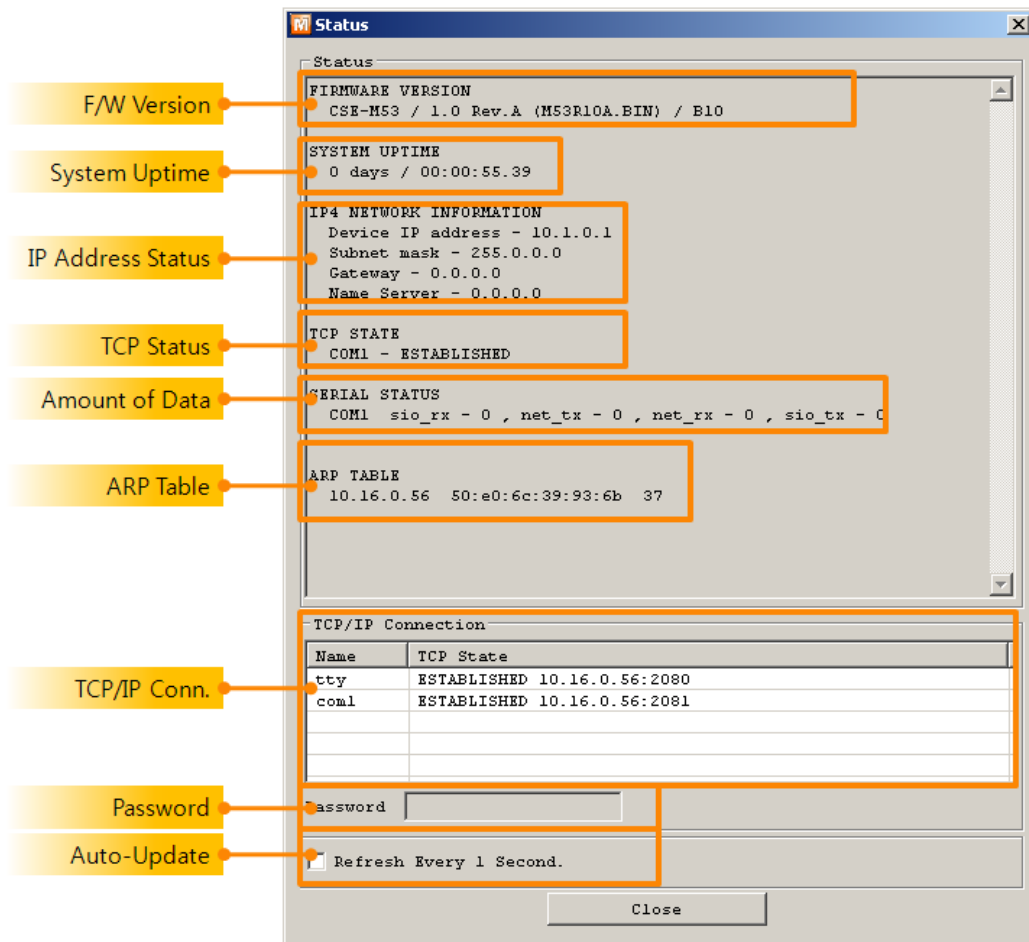 Status
Status
F/W Version
FIRMWARE VERSION
CSE-M53 / 1.0 Rev.A (M53R10A.BIN) / B10
System Uptime
SYSTEM UPTIME
0 days / 00:00:55.39
IP Address Status
IP4 NETWORK INFORMATION
Device IP address - 10.1.0.1
Subnet mask - 255.0.0.0
Gateway - 0.0.0.0
Name Server - 0.0.0.0
TCP Status
TCP STATE
COM1 - ESTABLISHED
Amount of Data
SERIAL STATUS
COM1 sio_rx - 0 , net_tx - 0 , net_rx - 0 , sio_tx - 0
ARP Table
ARP TABLE
10.16.0.56 50:e0:6c:39:93:6b 37
TCP/IP Conn.
TCP/IP Connection
Name TCP State
tty ESTABLISHED 10.16.0.56:2080
com1 ESTABLISHED 10.16.0.56:2081
Password
Password
Auto-Update
Refresh Every 1 Second.
Close